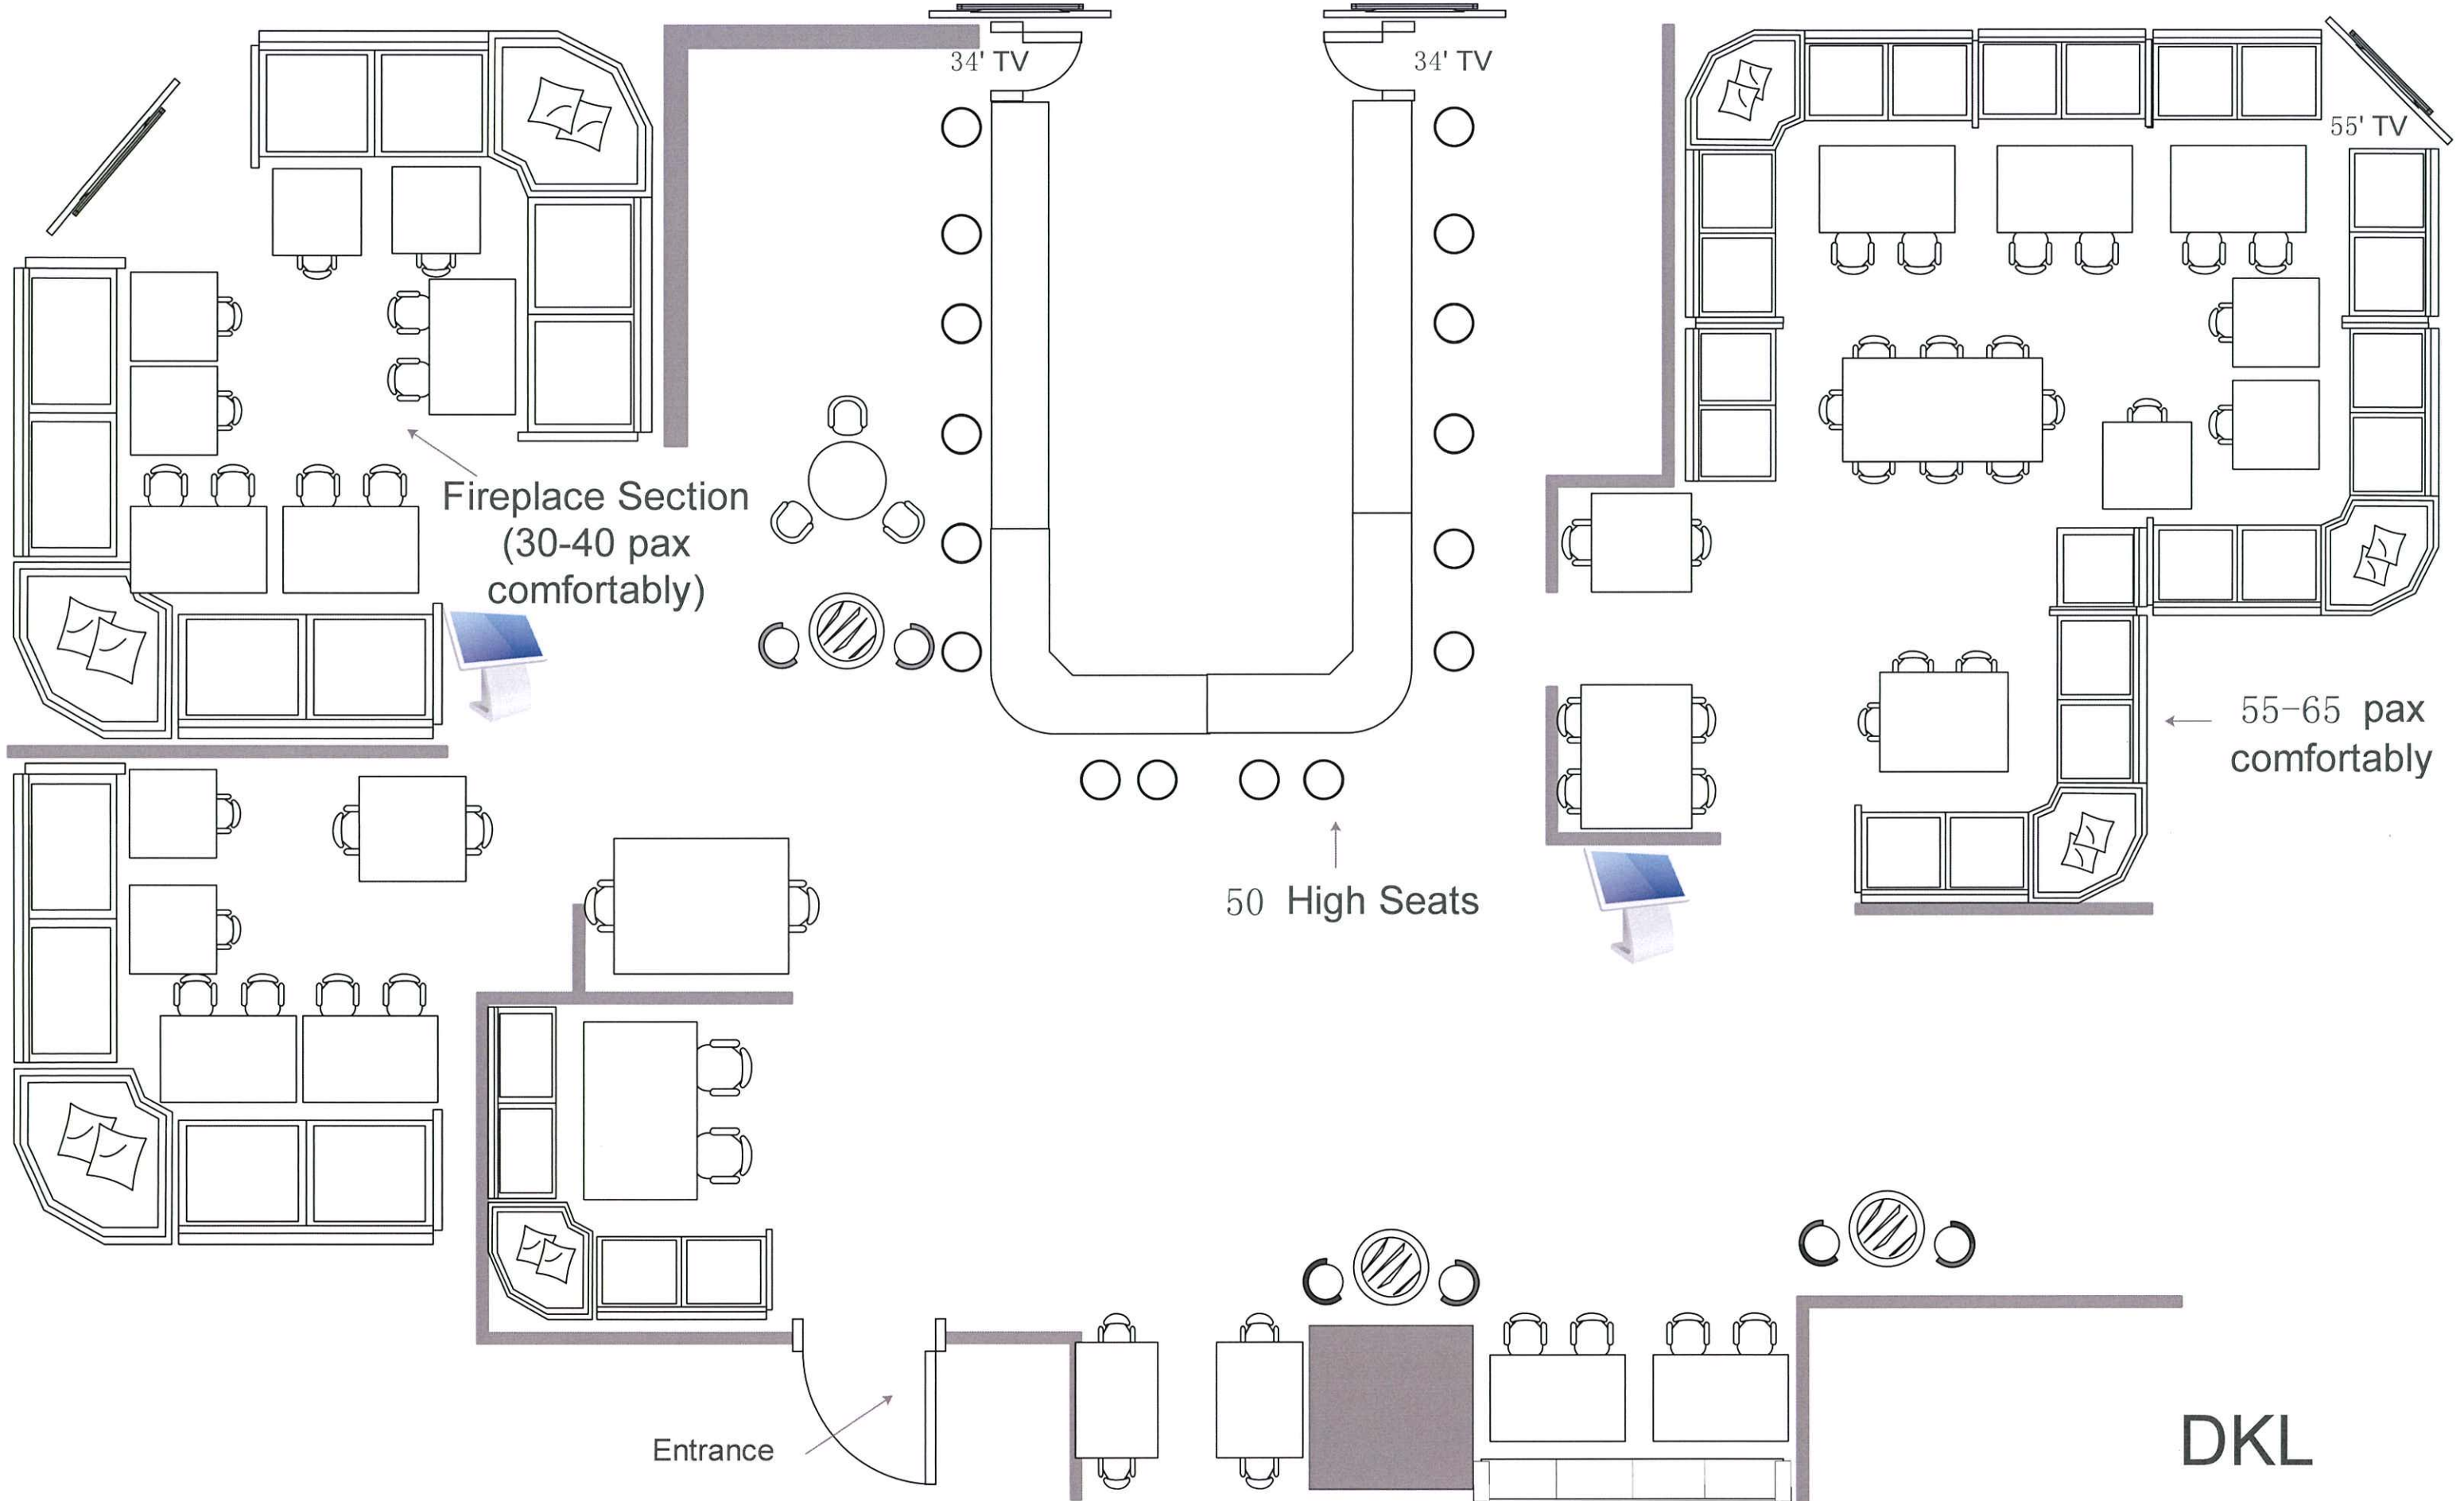 34' TV
34' TV
55' TV
Fireplace Section
(30-40 pax
comfortably)
55-65 pax
comfortably
50 High Seats
Entrance
DKL